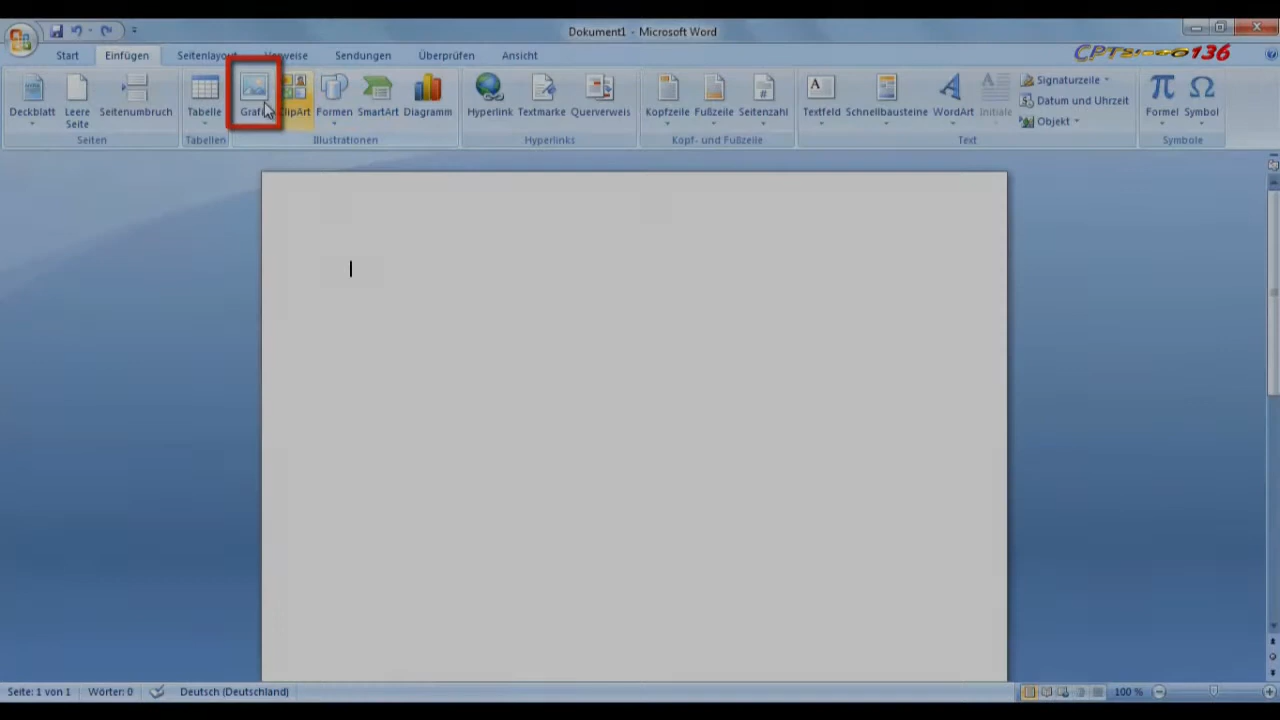 Dokument1 - Microsoft Word
Start Einfügen Seitenlayout Verweise Sendungen Überprüfen Ansicht
136
Deckblatt Leere Seite Seitenumbruch Tabelle Grafik ClipArt Formen SmartArt Diagramm Hyperlink Textmarke Querverweis Kopfzeile Fußzeile Seitenzahl Textfeld Schnellbausteine WordArt Initiale Formel Symbol
Signaturzeile
Datum und Uhrzeit
Objekt
Seiten Tabellen Illustrationen Hyperlinks Kopf- und Fußzeile Text Symbole
Seite: 1 von 1 Wörter: 0 Deutsch (Deutschland) 100 %